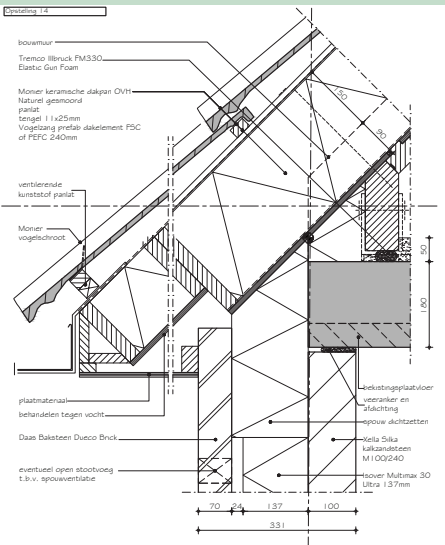 Opstelling 14
bouwmuur
Tremco Illbruck FM330
Elastic Gun Foam
Monier keramische dakpan OVH
Naturel gesmoord
panlat
tengel 11x25mm
Vogelzang prefab dakelement FSC
of PEFC 240mm
ventilerende
kunststof panlat
Monier
vogelschroot
150
90
50
180
plaatmateriaal
behandelen tegen vocht
Daas Baksteen Dueco Brick
eventueel open stootvoeg
t.b.v. spouwventilatie
bekistingsplaatvloer
veeranker en
afdichting
spouw dichtzetten
Xella Silka
kalkzandsteen
M100/240
Isover Multimax 30
Ultra 137mm
70
24
137
100
331